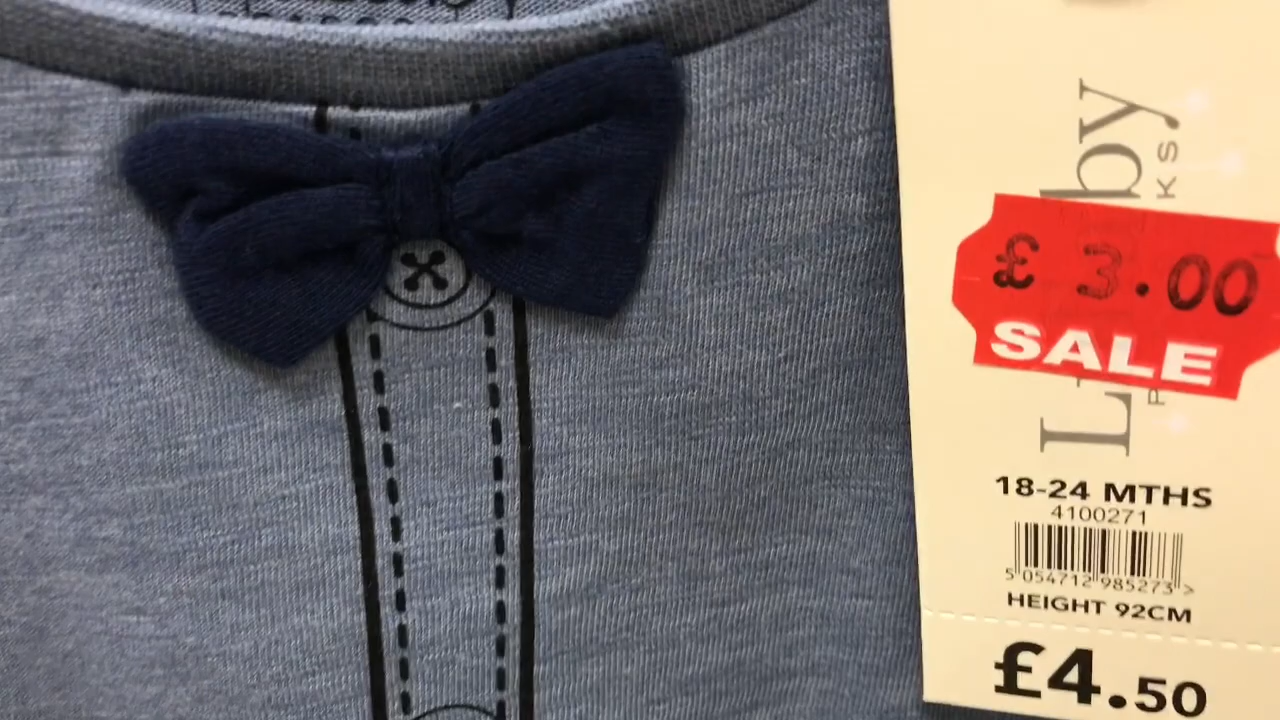 £ 3.00
SALE
18-24 MTHS
4100271
5 054712 985273 >
HEIGHT 92CM
£4.50